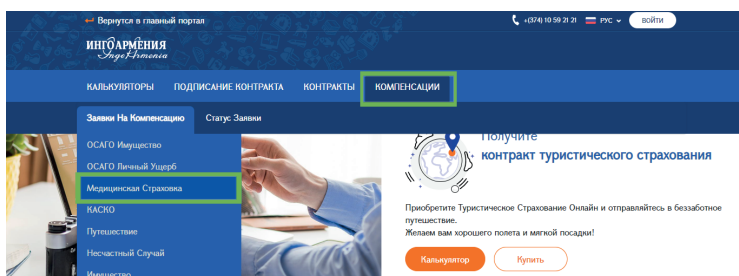 ↩ Вернутся в главный портал
+(374) 10 59 21 21 РУС ВОЙТИ
ИНГОАРМЕНИЯ
IngoArmenia
КАЛЬКУЛЯТОРЫ ПОДПИСАНИЕ КОНТРАКТА КОНТРАКТЫ КОМПЕНСАЦИИ
Заявки На Компенсацию Статус Заявки
ОСАГО Имущество
ОСАГО Личный Ущерб
Медицинская Страховка
КАСКО
Путешествие
Несчастный Случай
Имущество
Получите
контракт туристического страхования
Приобретите Туристическое Страхование Онлайн и отправляйтесь в беззаботное
путешествие.
Желаем вам хорошего полета и мягкой посадки!
Калькулятор Купить